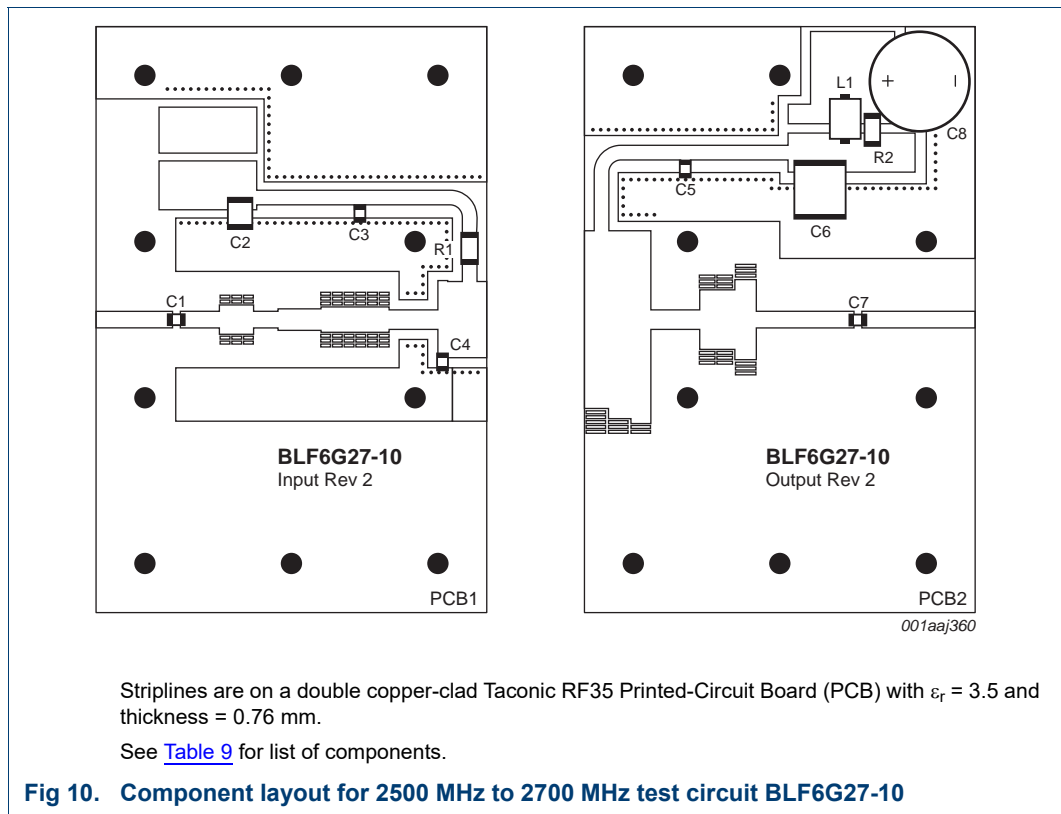 L1
+ –
C8
R2
C5
C2
C3
C6
R1
C1
C7
C4
BLF6G27-10
Input Rev 2
BLF6G27-10
Output Rev 2
PCB1
PCB2
001aaj360
Striplines are on a double copper-clad Taconic RF35 Printed-Circuit Board (PCB) with εr = 3.5 and
thickness = 0.76 mm.
See Table 9 for list of components.
Fig 10. Component layout for 2500 MHz to 2700 MHz test circuit BLF6G27-10